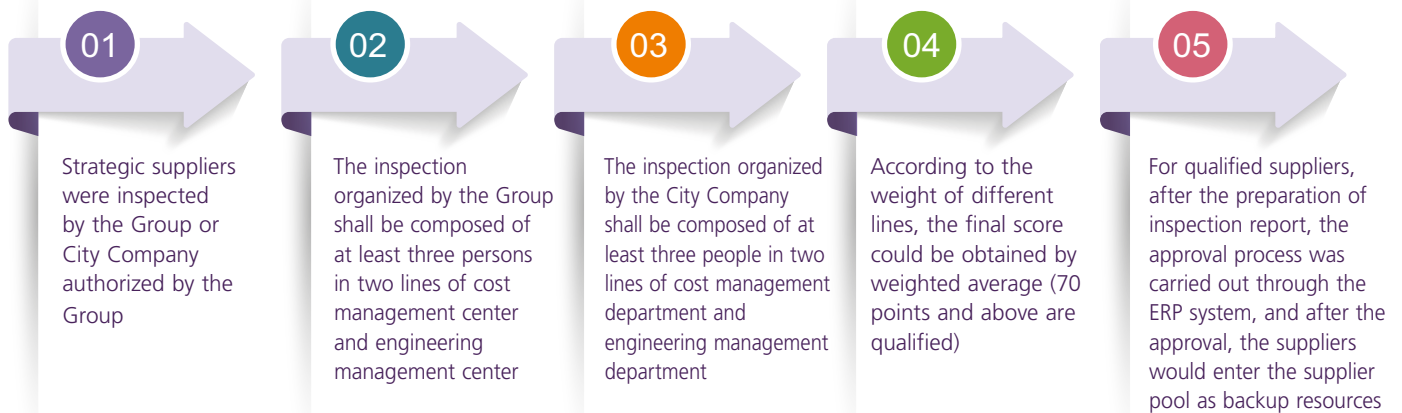 01
Strategic suppliers
were inspected
by the Group or
City Company
authorized by the
Group
02
The inspection
organized by the Group
shall be composed of
at least three persons
in two lines of cost
management center
and engineering
management center
03
The inspection organized
by the City Company
shall be composed of at
least three people in two
lines of cost management
department and
engineering management
department
04
According to the
weight of different
lines, the final score
could be obtained by
weighted average (70
points and above are
qualified)
05
For qualified suppliers,
after the preparation of
inspection report, the
approval process was
carried out through the
ERP system, and after the
approval, the suppliers
would enter the supplier
pool as backup resources